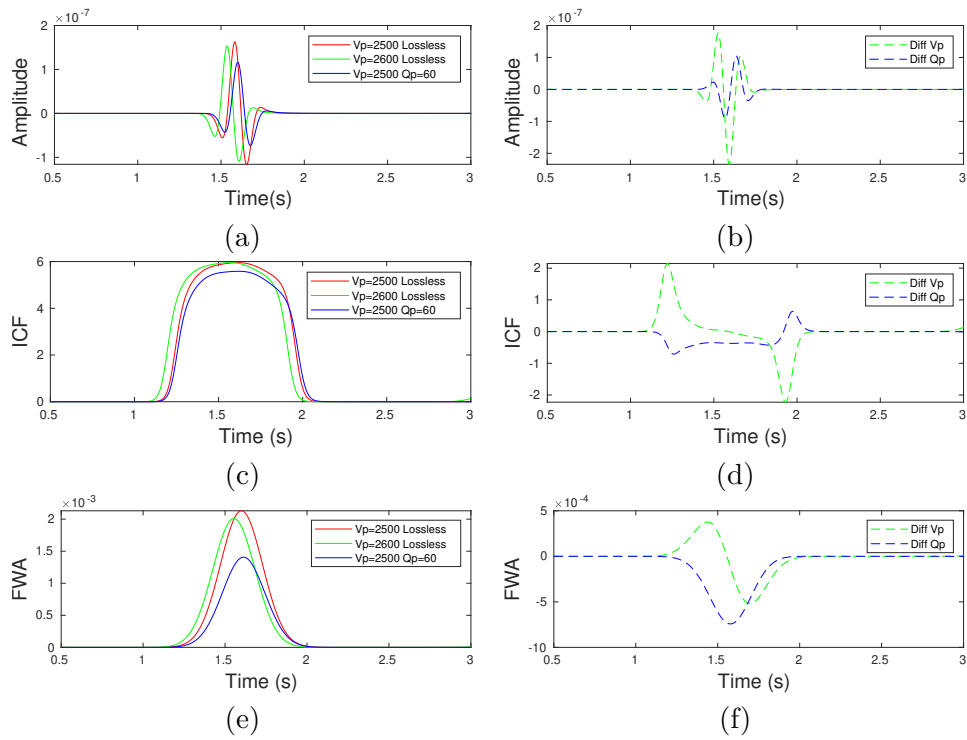 ×10⁻⁷
2
1
0
-1
Amplitude
0.5 1 1.5 2 2.5 3
Time(s)
Vp=2500 Lossless
Vp=2600 Lossless
Vp=2500 Qp=60
(a)
×10⁻⁷
2
1
0
-1
-2
Amplitude
0.5 1 1.5 2 2.5 3
Time(s)
Diff Vp
Diff Qp
(b)
6
4
2
0
ICF
0.5 1 1.5 2 2.5 3
Time (s)
Vp=2500 Lossless
Vp=2600 Lossless
Vp=2500 Qp=60
(c)
2
1
0
-1
-2
ICF
0.5 1 1.5 2 2.5 3
Time (s)
Diff Vp
Diff Qp
(d)
×10⁻³
2
1.5
1
0.5
0
FWA
0.5 1 1.5 2 2.5 3
Time (s)
Vp=2500 Lossless
Vp=2600 Lossless
Vp=2500 Qp=60
(e)
×10⁻⁴
5
0
-5
-10
FWA
0.5 1 1.5 2 2.5 3
Time (s)
Diff Vp
Diff Qp
(f)